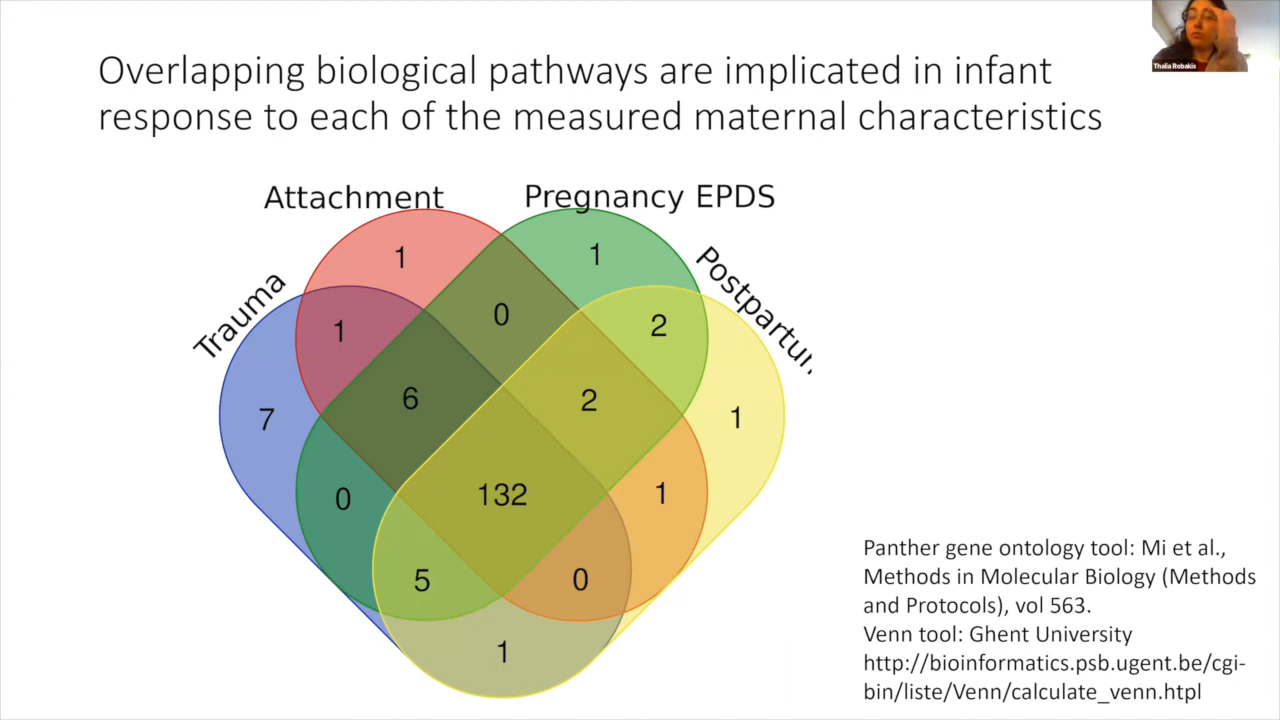 Thalia Robakis
Overlapping biological pathways are implicated in infant
response to each of the measured maternal characteristics
Attachment
Pregnancy EPDS
Trauma
1
1
1
0
2
7
6
2
1
0
132
1
5
0
1
Panther gene ontology tool: Mi et al.,
Methods in Molecular Biology (Methods
and Protocols), vol 563.
Venn tool: Ghent University
http://bioinformatics.psb.ugent.be/cgi-
bin/liste/Venn/calculate_venn.htpl